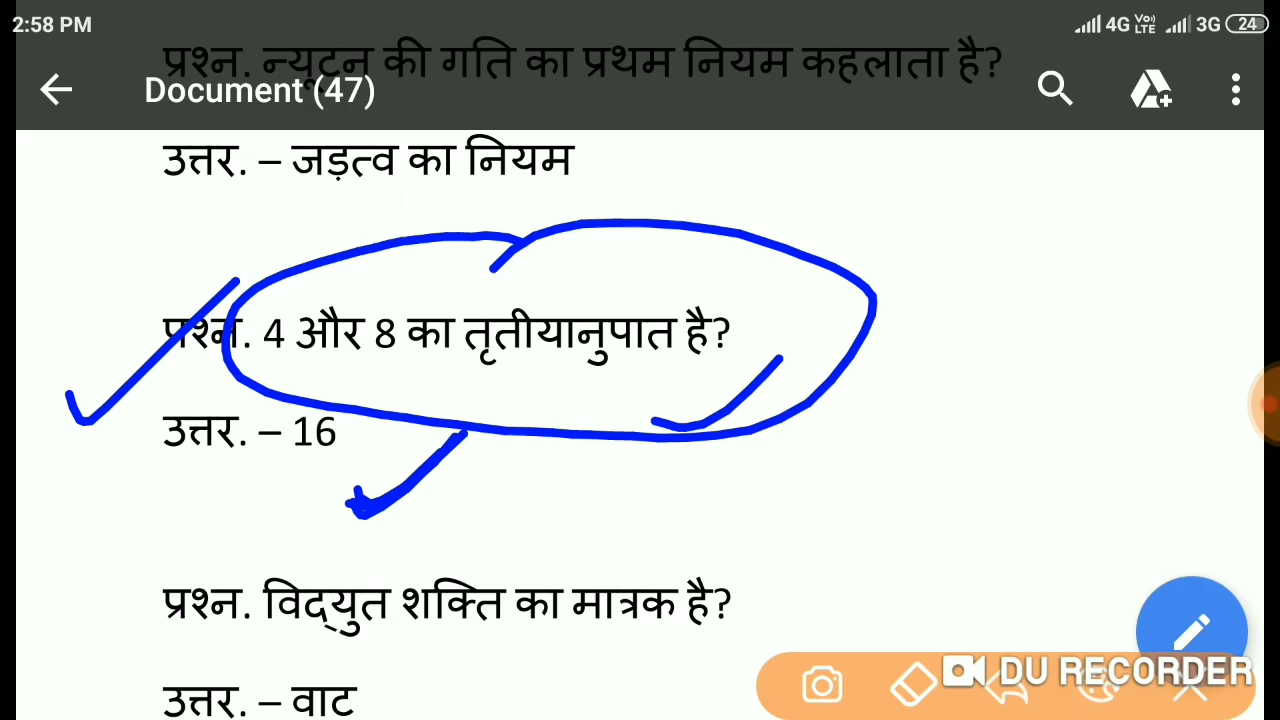 2:58 PM
4G VoLTE 3G 24
प्रश्न. न्यूटन की गति का प्रथम नियम कहलाता है?
Document (47)
उत्तर. – जड़त्व का नियम
प्रश्न. 4 और 8 का तृतीयानुपात है?
उत्तर. – 16
प्रश्न. विद्‌युत शक्ति का मात्रक है?
DU RECORDER
उत्तर. – वाट